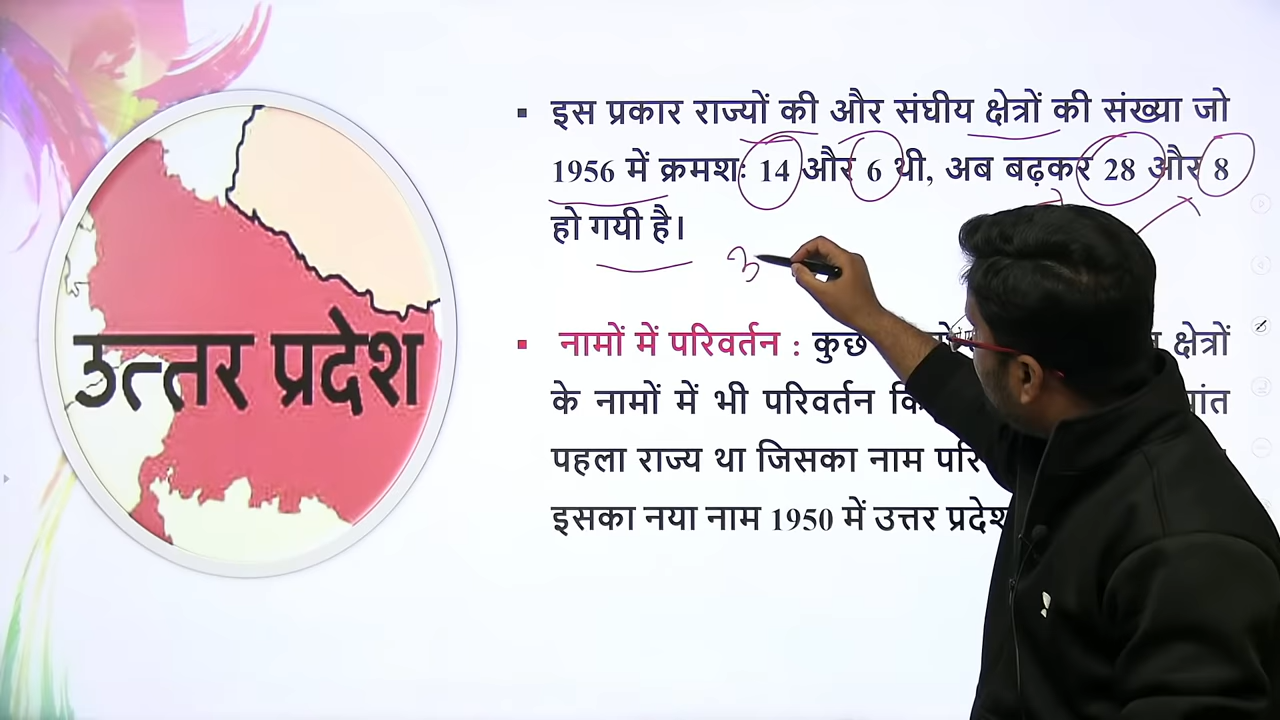 उत्तर प्रदेश
इस प्रकार राज्यों की और संघीय क्षेत्रों की संख्या जो
1956 में क्रमशः 14 और 6 थी, अब बढ़कर 28 और 8
हो गयी है।
3
नामों में परिवर्तन : कुछ क्षेत्रों
के नामों में भी परिवर्तन
पहला राज्य था जिसका नाम
इसका नया नाम 1950 में उत्तर प्रदेश